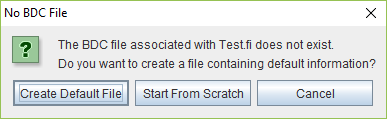 No BDC File
The BDC file associated with Test.fi does not exist.
Do you want to create a file containing default information?
Create Default File
Start From Scratch
Cancel